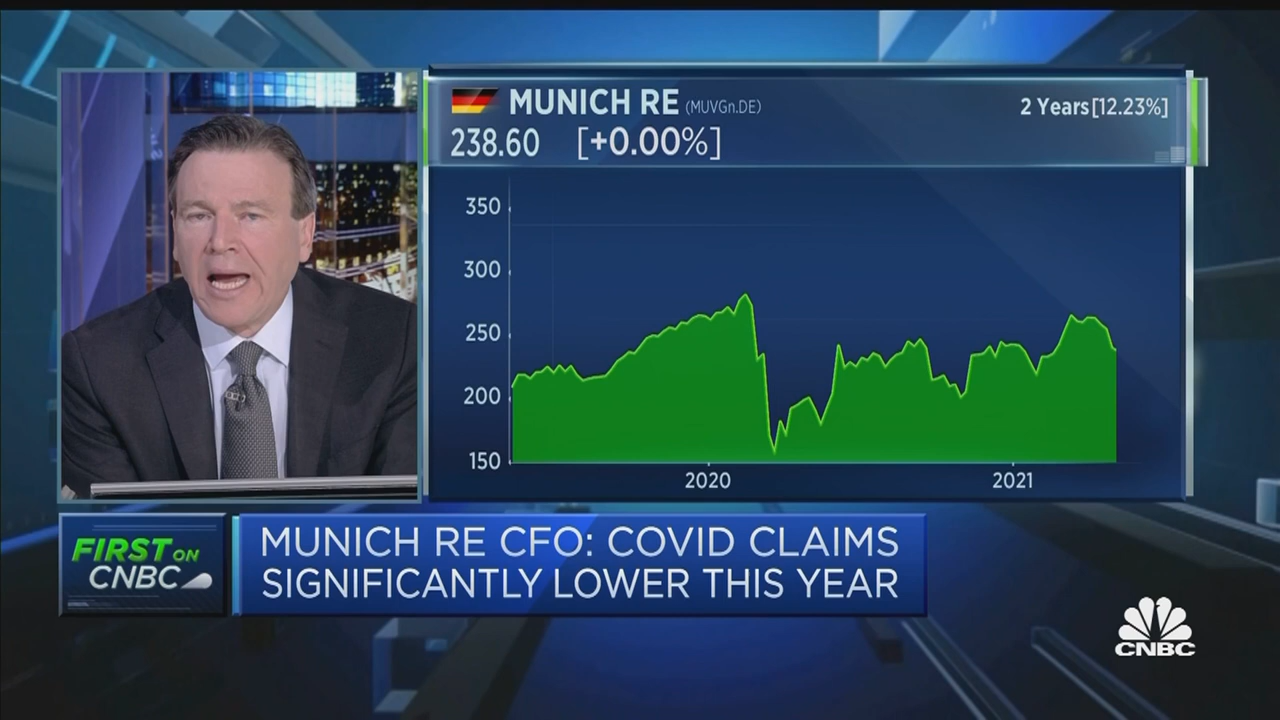 MUNICH RE (MUVGn.DE)
2 Years[12.23%]
238.60 [+0.00%]
350
300
250
200
150
2020
2021
FIRST ON
CNBC
MUNICH RE CFO: COVID CLAIMS
SIGNIFICANTLY LOWER THIS YEAR
CNBC